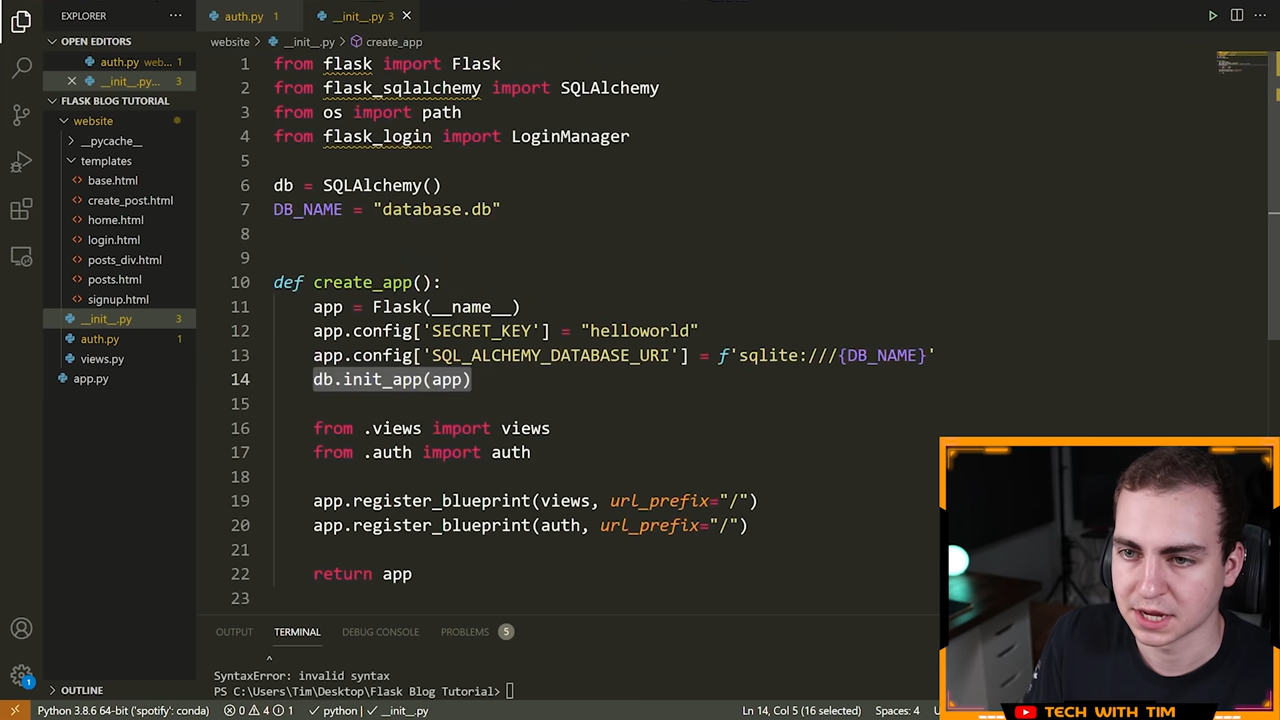 EXPLORER
OPEN EDITORS
auth.py web... 1
__init__.py... 3
FLASK BLOG TUTORIAL
website
__pycache__
templates
base.html
create_post.html
home.html
login.html
posts_div.html
posts.html
signup.html
__init__.py 3
auth.py 1
views.py
app.py
OUTLINE
auth.py 1
__init__.py 3
website > __init__.py > create_app
1 from flask import Flask
2 from flask_sqlalchemy import SQLAlchemy
3 from os import path
4 from flask_login import LoginManager
5
6 db = SQLAlchemy()
7 DB_NAME = "database.db"
8
9
10 def create_app():
11 app = Flask(__name__)
12 app.config['SECRET_KEY'] = "helloworld"
13 app.config['SQL_ALCHEMY_DATABASE_URI'] = f'sqlite:///{DB_NAME}'
14 db.init_app(app)
15
16 from .views import views
17 from .auth import auth
18
19 app.register_blueprint(views, url_prefix="/")
20 app.register_blueprint(auth, url_prefix="/")
21
22 return app
23
OUTPUT TERMINAL DEBUG CONSOLE PROBLEMS 5
^
SyntaxError: invalid syntax
PS C:\Users\Tim\Desktop\Flask Blog Tutorial>
1
Python 3.8.6 64-bit ('spotify': conda) 0 4 1 python | __init__.py Ln 14, Col 5 (16 selected) Spaces: 4
TECH WITH TIM